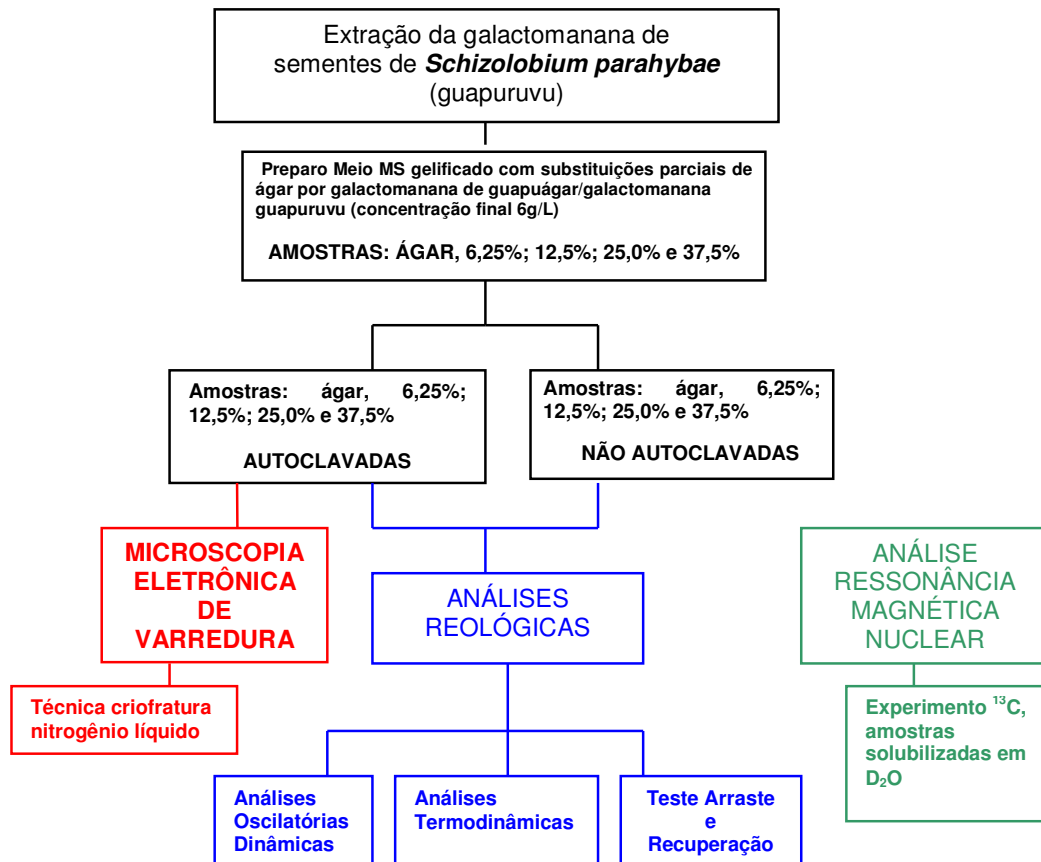 Extração da galactomanana de
sementes de Schizolobium parahybae
(guapuruvu)
Preparo Meio MS gelificado com substituições parciais de
ágar por galactomanana de guapuágar/galactomanana
guapuruvu (concentração final 6g/L)
AMOSTRAS: ÁGAR, 6,25%; 12,5%; 25,0% e 37,5%
Amostras: ágar, 6,25%;
12,5%; 25,0% e 37,5%
AUTOCLAVADAS
Amostras: ágar, 6,25%;
12,5%; 25,0% e 37,5%
NÃO AUTOCLAVADAS
MICROSCOPIA
ELETRÔNICA
DE
VARREDURA
ANÁLISES
REOLÓGICAS
ANÁLISE
RESSONÂNCIA
MAGNÉTICA
NUCLEAR
Técnica criofratura
nitrogênio líquido
Experimento ¹³C,
amostras
solubilizadas em
D₂O
Análises
Oscilatórias
Dinâmicas
Análises
Termodinâmicas
Teste Arraste
e
Recuperação